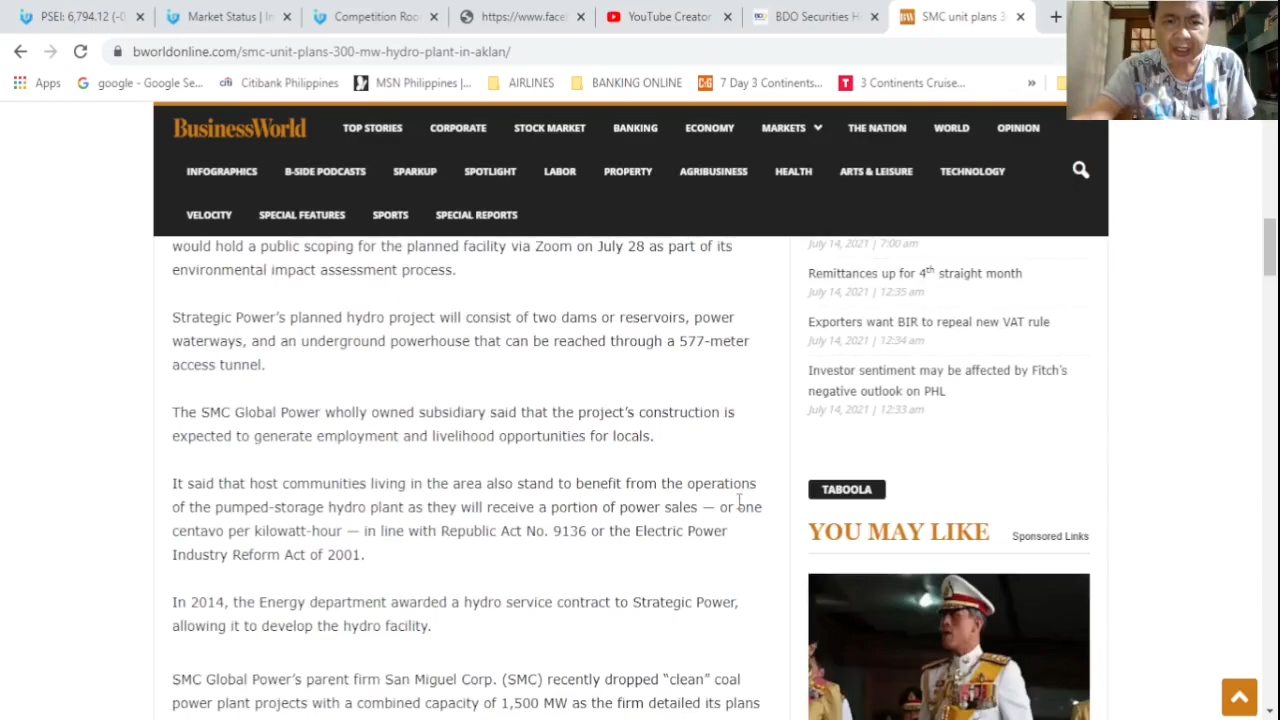 PSEI: 6,794.12 (-0
Market Status | In
Competition Roo
https://www.face
YouTube Creator
BDO
BDO Securities H
BW
SMC unit plans 3
bworldonline.com/smc-unit-plans-300-mw-hydro-plant-in-aklan/
Apps
google - Google Se...
Citibank Philippines
MSN Philippines |...
AIRLINES
BANKING ONLINE
7 Day 3 Continents...
T
3 Continents Cruise...
»
BusinessWorld
TOP STORIES
CORPORATE
STOCK MARKET
BANKING
ECONOMY
MARKETS
THE NATION
WORLD
OPINION
INFOGRAPHICS
B-SIDE PODCASTS
SPARKUP
SPOTLIGHT
LABOR
PROPERTY
AGRIBUSINESS
HEALTH
ARTS & LEISURE
TECHNOLOGY
VELOCITY
SPECIAL FEATURES
SPORTS
SPECIAL REPORTS
would hold a public scoping for the planned facility via Zoom on July 28 as part of its
environmental impact assessment process.
Strategic Power's planned hydro project will consist of two dams or reservoirs, power
waterways, and an underground powerhouse that can be reached through a 577-meter
access tunnel.
The SMC Global Power wholly owned subsidiary said that the project's construction is
expected to generate employment and livelihood opportunities for locals.
It said that host communities living in the area also stand to benefit from the operations
of the pumped-storage hydro plant as they will receive a portion of power sales — or one
centavo per kilowatt-hour — in line with Republic Act No. 9136 or the Electric Power
Industry Reform Act of 2001.
In 2014, the Energy department awarded a hydro service contract to Strategic Power,
allowing it to develop the hydro facility.
SMC Global Power's parent firm San Miguel Corp. (SMC) recently dropped “clean” coal
power plant projects with a combined capacity of 1,500 MW as the firm detailed its plans
July 14, 2021 | 7:00 am
Remittances up for 4th straight month
July 14, 2021 | 12:35 am
Exporters want BIR to repeal new VAT rule
July 14, 2021 | 12:34 am
Investor sentiment may be affected by Fitch's
negative outlook on PHL
July 14, 2021 | 12:33 am
TABOOLA
YOU MAY LIKE
Sponsored Links